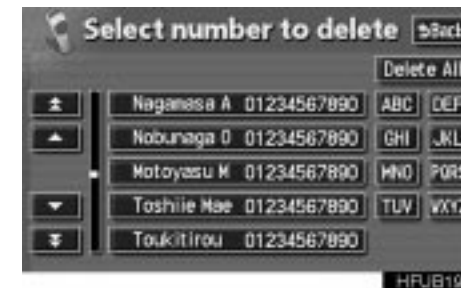 Select number to delete Back
Delete All
Nagamasa A 01234567890 ABC DEF
Nobunaga O 01234567890 GHI JKL
Motoyasu M 01234567890 MNO PQRS
Toshiie Mae 01234567890 TUV WXYZ
Toukitirou 01234567890
HFUB19